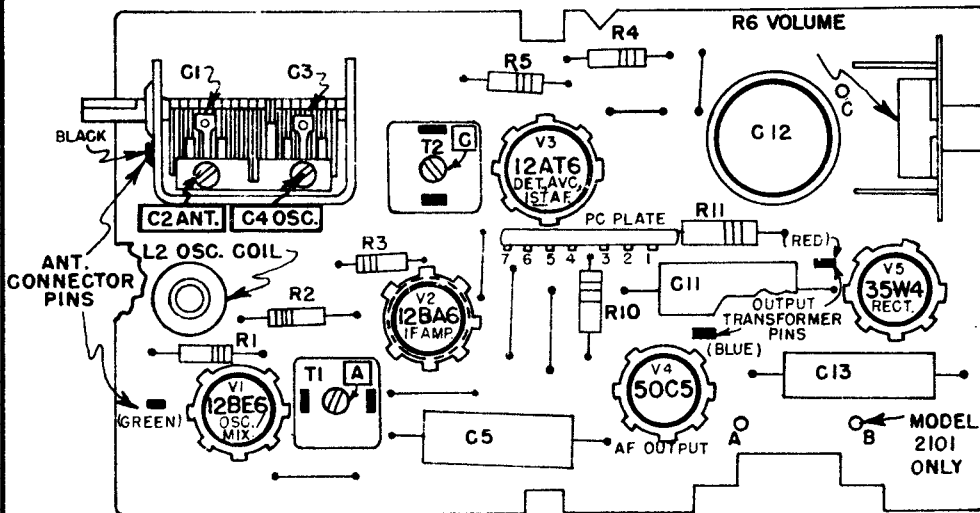 R6 VOLUME
R4
R5
C1
C3
BLACK
C
C12
T2
C
V3
12AT6
DET, AVC,
1ST A.F.
C2 ANT.
C4 OSC.
PC PLATE
7 6 5 4 3 2 1
R11
(RED)
ANT.
CONNECTOR
PINS
L2 OSC. COIL
R3
R2
V2
12BA6
IF AMP
R10
C11
OUTPUT
TRANSFORMER
PINS
(BLUE)
V5
35W4
RECT.
R1
T1
A
V1
12BE6
OSC./
MIX.
(GREEN)
C5
V4
50C5
AF OUTPUT
C13
A
B
MODEL
2101
ONLY